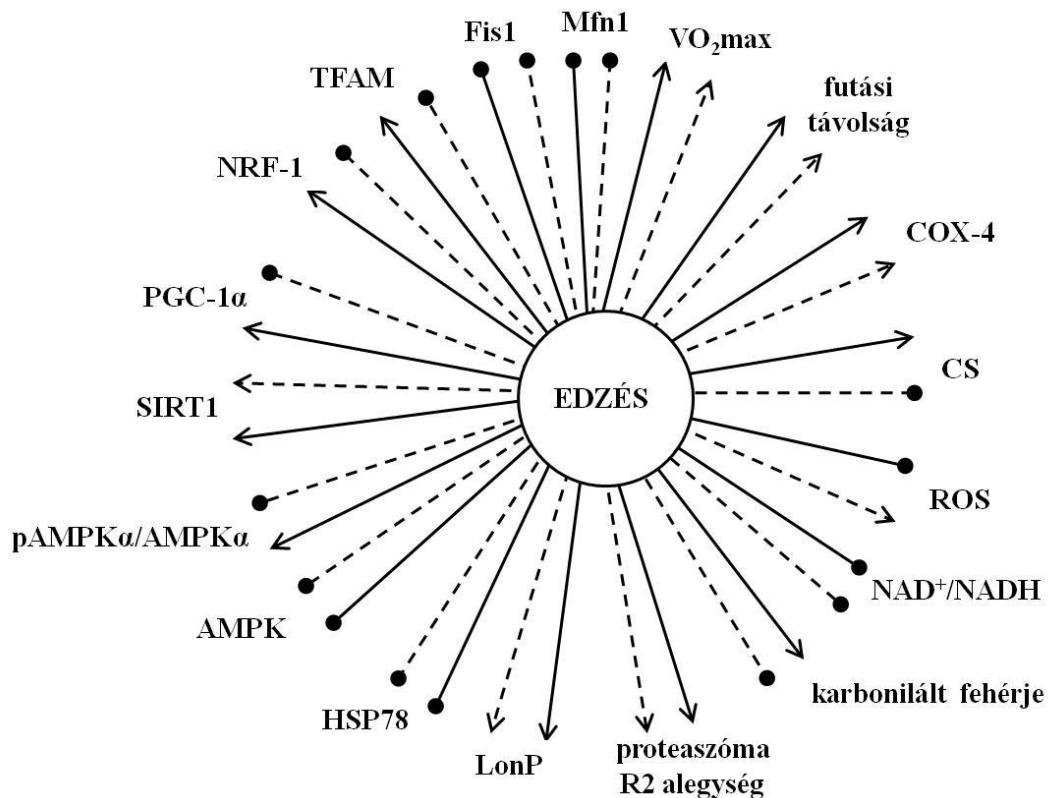 Fis1
Mfn1
VO₂max
TFAM
futási
távolság
NRF-1
COX-4
PGC-1α
CS
SIRT1
EDZÉS
ROS
pAMPKα/AMPKα
NAD⁺/NADH
AMPK
karbonilált fehérje
HSP78
LonP
proteaszóma
R2 alegység